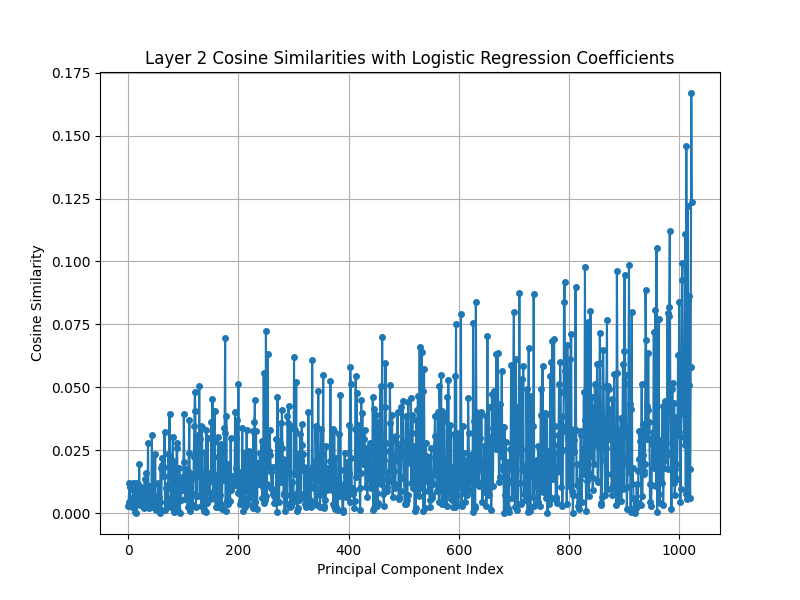 Layer 2 Cosine Similarities with Logistic Regression Coefficients
0.175
0.150
0.125
0.100
0.075
0.050
0.025
0.000
Cosine Similarity
0 200 400 600 800 1000
Principal Component Index